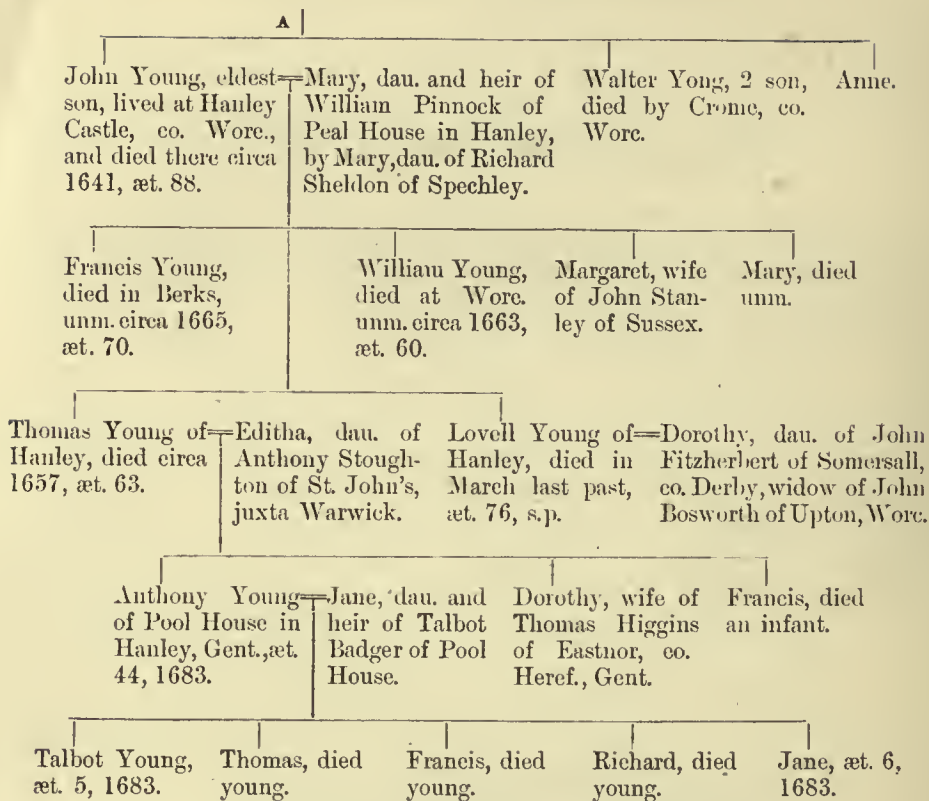 A
John Young, eldest
son, lived at Hanley
Castle, co. Worc.,
and died there circa
1641, æt. 88.
Mary, dau. and heir of
William Pinnock of
Peal House in Hanley,
by Mary, dau. of Richard
Sheldon of Spechley.
Walter Yong, 2 son,
died by Crome, co.
Worc.
Anne.
Francis Young,
died in Berks,
unm. circa 1665,
æt. 70.
William Young,
died at Worc.
unm. circa 1663,
æt. 60.
Margaret, wife
of John Stan-
ley of Sussex.
Mary, died
unm.
Thomas Young of
Hanley, died circa
1657, æt. 63.
Editha, dau. of
Anthony Stough-
ton of St. John's,
juxta Warwick.
Lovell Young of
Hanley, died in
March last past,
æt. 76, s.p.
Dorothy, dau. of John
Fitzherbert of Somersall,
co. Derby, widow of John
Bosworth of Upton, Worc.
Anthony Young
of Pool House in
Hanley, Gent., æt.
44, 1683.
Jane, dau. and
heir of Talbot
Badger of Pool
House.
Dorothy, wife of
Thomas Higgins
of Eastnor, co.
Heref., Gent.
Francis, died
an infant.
Talbot Young,
æt. 5, 1683.
Thomas, died
young.
Francis, died
young.
Richard, died
young.
Jane, æt. 6,
1683.